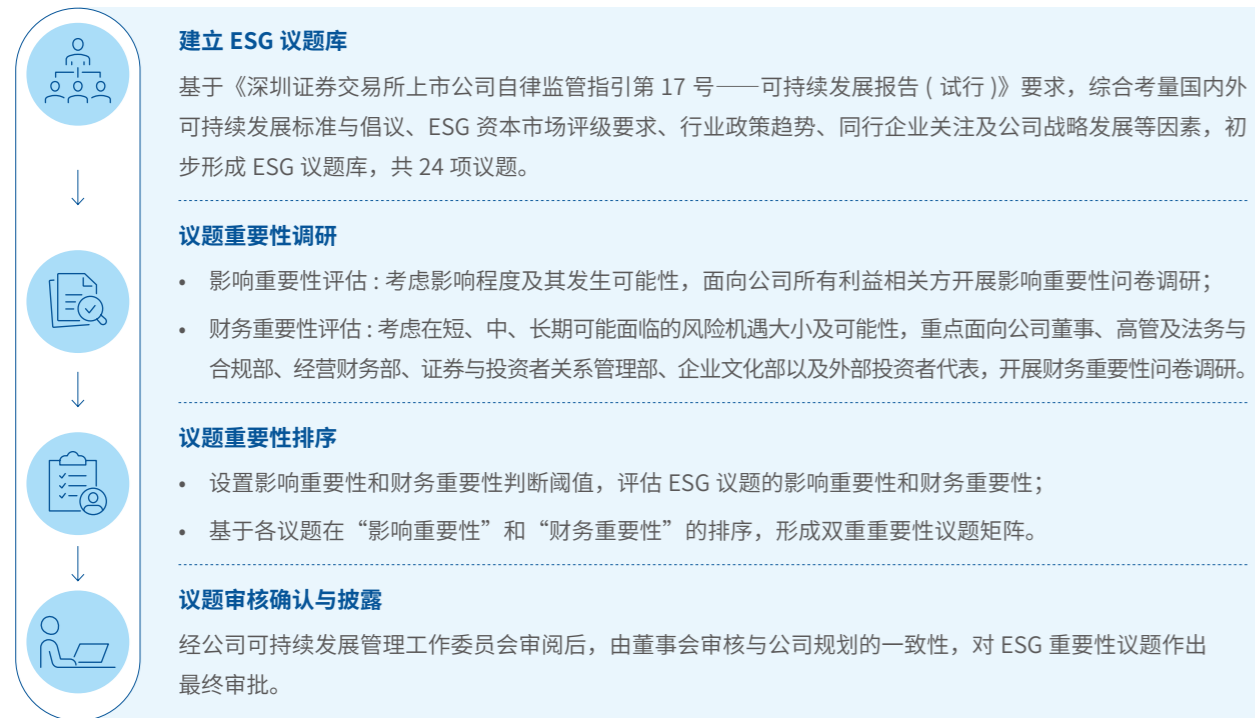 建立 ESG 议题库
基于《深圳证券交易所上市公司自律监管指引第 17 号——可持续发展报告 ( 试行 )》要求，综合考量国内外
可持续发展标准与倡议、ESG 资本市场评级要求、行业政策趋势、同行企业关注及公司战略发展等因素，初
步形成 ESG 议题库，共 24 项议题。
议题重要性调研
• 影响重要性评估 : 考虑影响程度及其发生可能性，面向公司所有利益相关方开展影响重要性问卷调研；
• 财务重要性评估 : 考虑在短、中、长期可能面临的风险机遇大小及可能性，重点面向公司董事、高管及法务与
合规部、经营财务部、证券与投资者关系管理部、企业文化部以及外部投资者代表，开展财务重要性问卷调研。
议题重要性排序
• 设置影响重要性和财务重要性判断阈值，评估 ESG 议题的影响重要性和财务重要性；
• 基于各议题在“影响重要性”和“财务重要性”的排序，形成双重重要性议题矩阵。
议题审核确认与披露
经公司可持续发展管理工作委员会审阅后，由董事会审核与公司规划的一致性，对 ESG 重要性议题作出
最终审批。